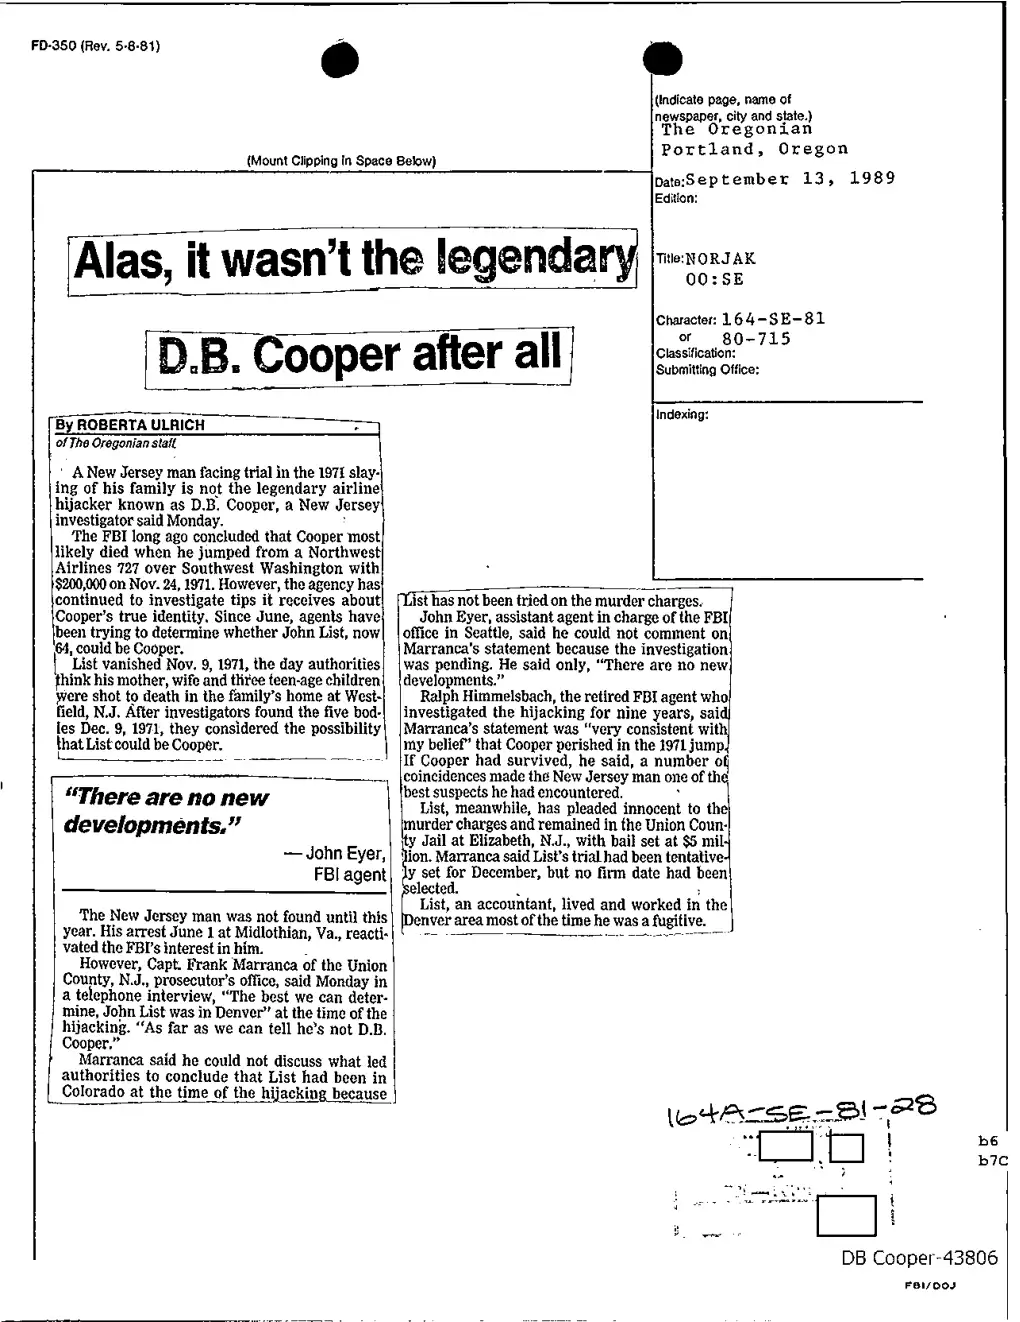 FD-350 (Rev. 5-8-81)
(Indicate page, name of
newspaper, city and state.)
The Oregonian
Portland, Oregon
(Mount Clipping in Space Below)
Date:September 13, 1989
Edition:
Title:NORJAK
OO:SE
Character: 164-SE-81
or 80-715
Classification:
Submitting Office:
Indexing:
Alas, it wasn't the legendary
D.B. Cooper after all
By ROBERTA ULRICH
of The Oregonian staff
A New Jersey man facing trial in the 1971 slay-
ing of his family is not the legendary airline
hijacker known as D.B. Cooper, a New Jersey
investigator said Monday.
The FBI long ago concluded that Cooper most
likely died when he jumped from a Northwest
Airlines 727 over Southwest Washington with
$200,000 on Nov. 24, 1971. However, the agency has
continued to investigate tips it receives about
Cooper's true identity. Since June, agents have
been trying to determine whether John List, now
64, could be Cooper.
List vanished Nov. 9, 1971, the day authorities
think his mother, wife and three teen-age children
were shot to death in the family's home at West-
field, N.J. After investigators found the five bod-
ies Dec. 9, 1971, they considered the possibility
that List could be Cooper.
"There are no new
developments."
— John Eyer,
FBI agent
The New Jersey man was not found until this
year. His arrest June 1 at Midlothian, Va., reacti-
vated the FBI's interest in him.
However, Capt. Frank Marranca of the Union
County, N.J., prosecutor's office, said Monday in
a telephone interview, "The best we can deter-
mine, John List was in Denver" at the time of the
hijacking. "As far as we can tell he's not D.B.
Cooper."
Marranca said he could not discuss what led
authorities to conclude that List had been in
Colorado at the time of the hijacking because
List has not been tried on the murder charges.
John Eyer, assistant agent in charge of the FBI
office in Seattle, said he could not comment on
Marranca's statement because the investigation
was pending. He said only, "There are no new
developments."
Ralph Himmelsbach, the retired FBI agent who
investigated the hijacking for nine years, said
Marranca's statement was "very consistent with
my belief" that Cooper perished in the 1971 jump.
If Cooper had survived, he said, a number of
coincidences made the New Jersey man one of the
best suspects he had encountered.
List, meanwhile, has pleaded innocent to the
murder charges and remained in the Union Coun-
ty Jail at Elizabeth, N.J., with bail set at $5 mil-
lion. Marranca said List's trial had been tentative-
ly set for December, but no firm date had been
selected.
List, an accountant, lived and worked in the
Denver area most of the time he was a fugitive.
164A-SE-81-28
b6
b7C
DB Cooper-43806
FBI/DOJ